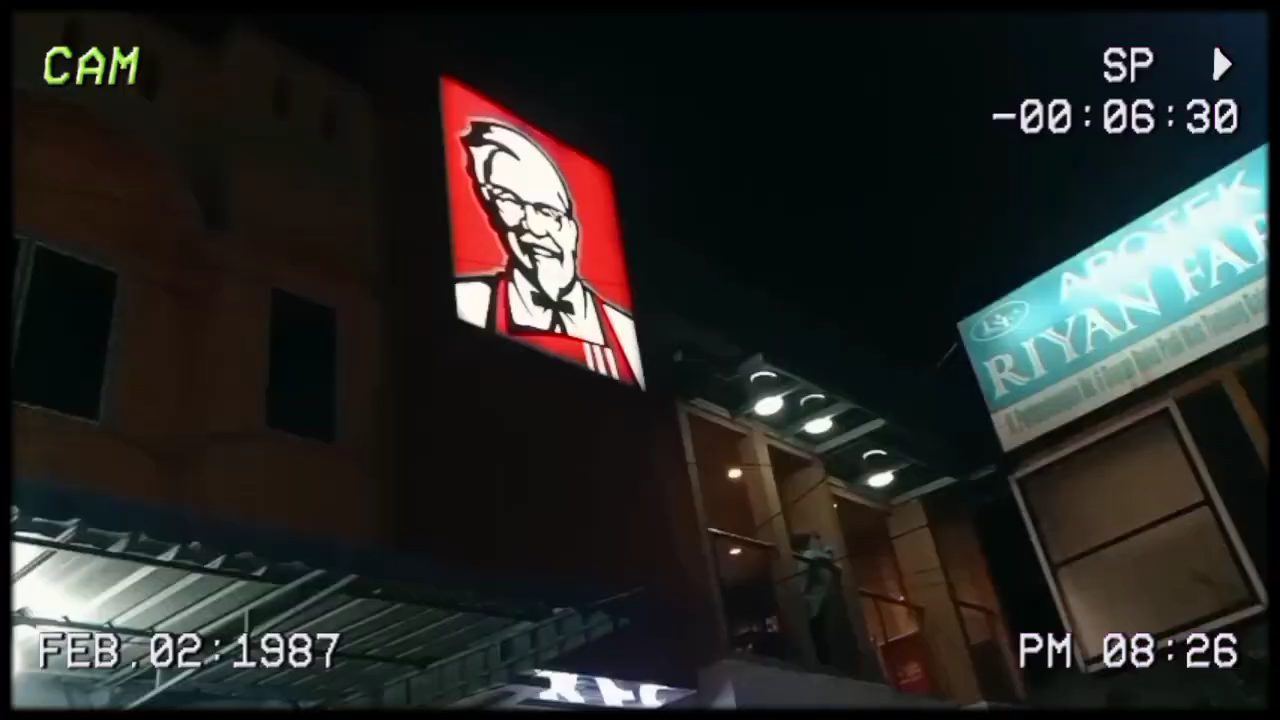 CAM
SP
-00:06:30
APOTEK
RIYAN FAR
KFC
FEB.02:1987
PM 08:26